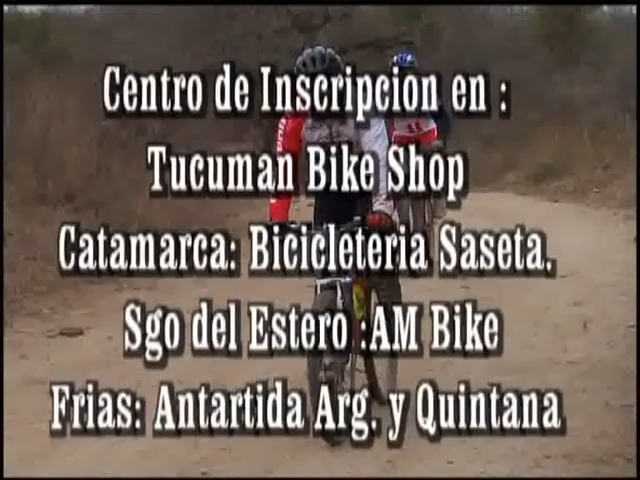 Centro de Inscripcion en :
Tucuman Bike Shop
Catamarca: Bicicleteria Saseta.
Sgo del Estero :AM Bike
Frias: Antartida Arg. y Quintana